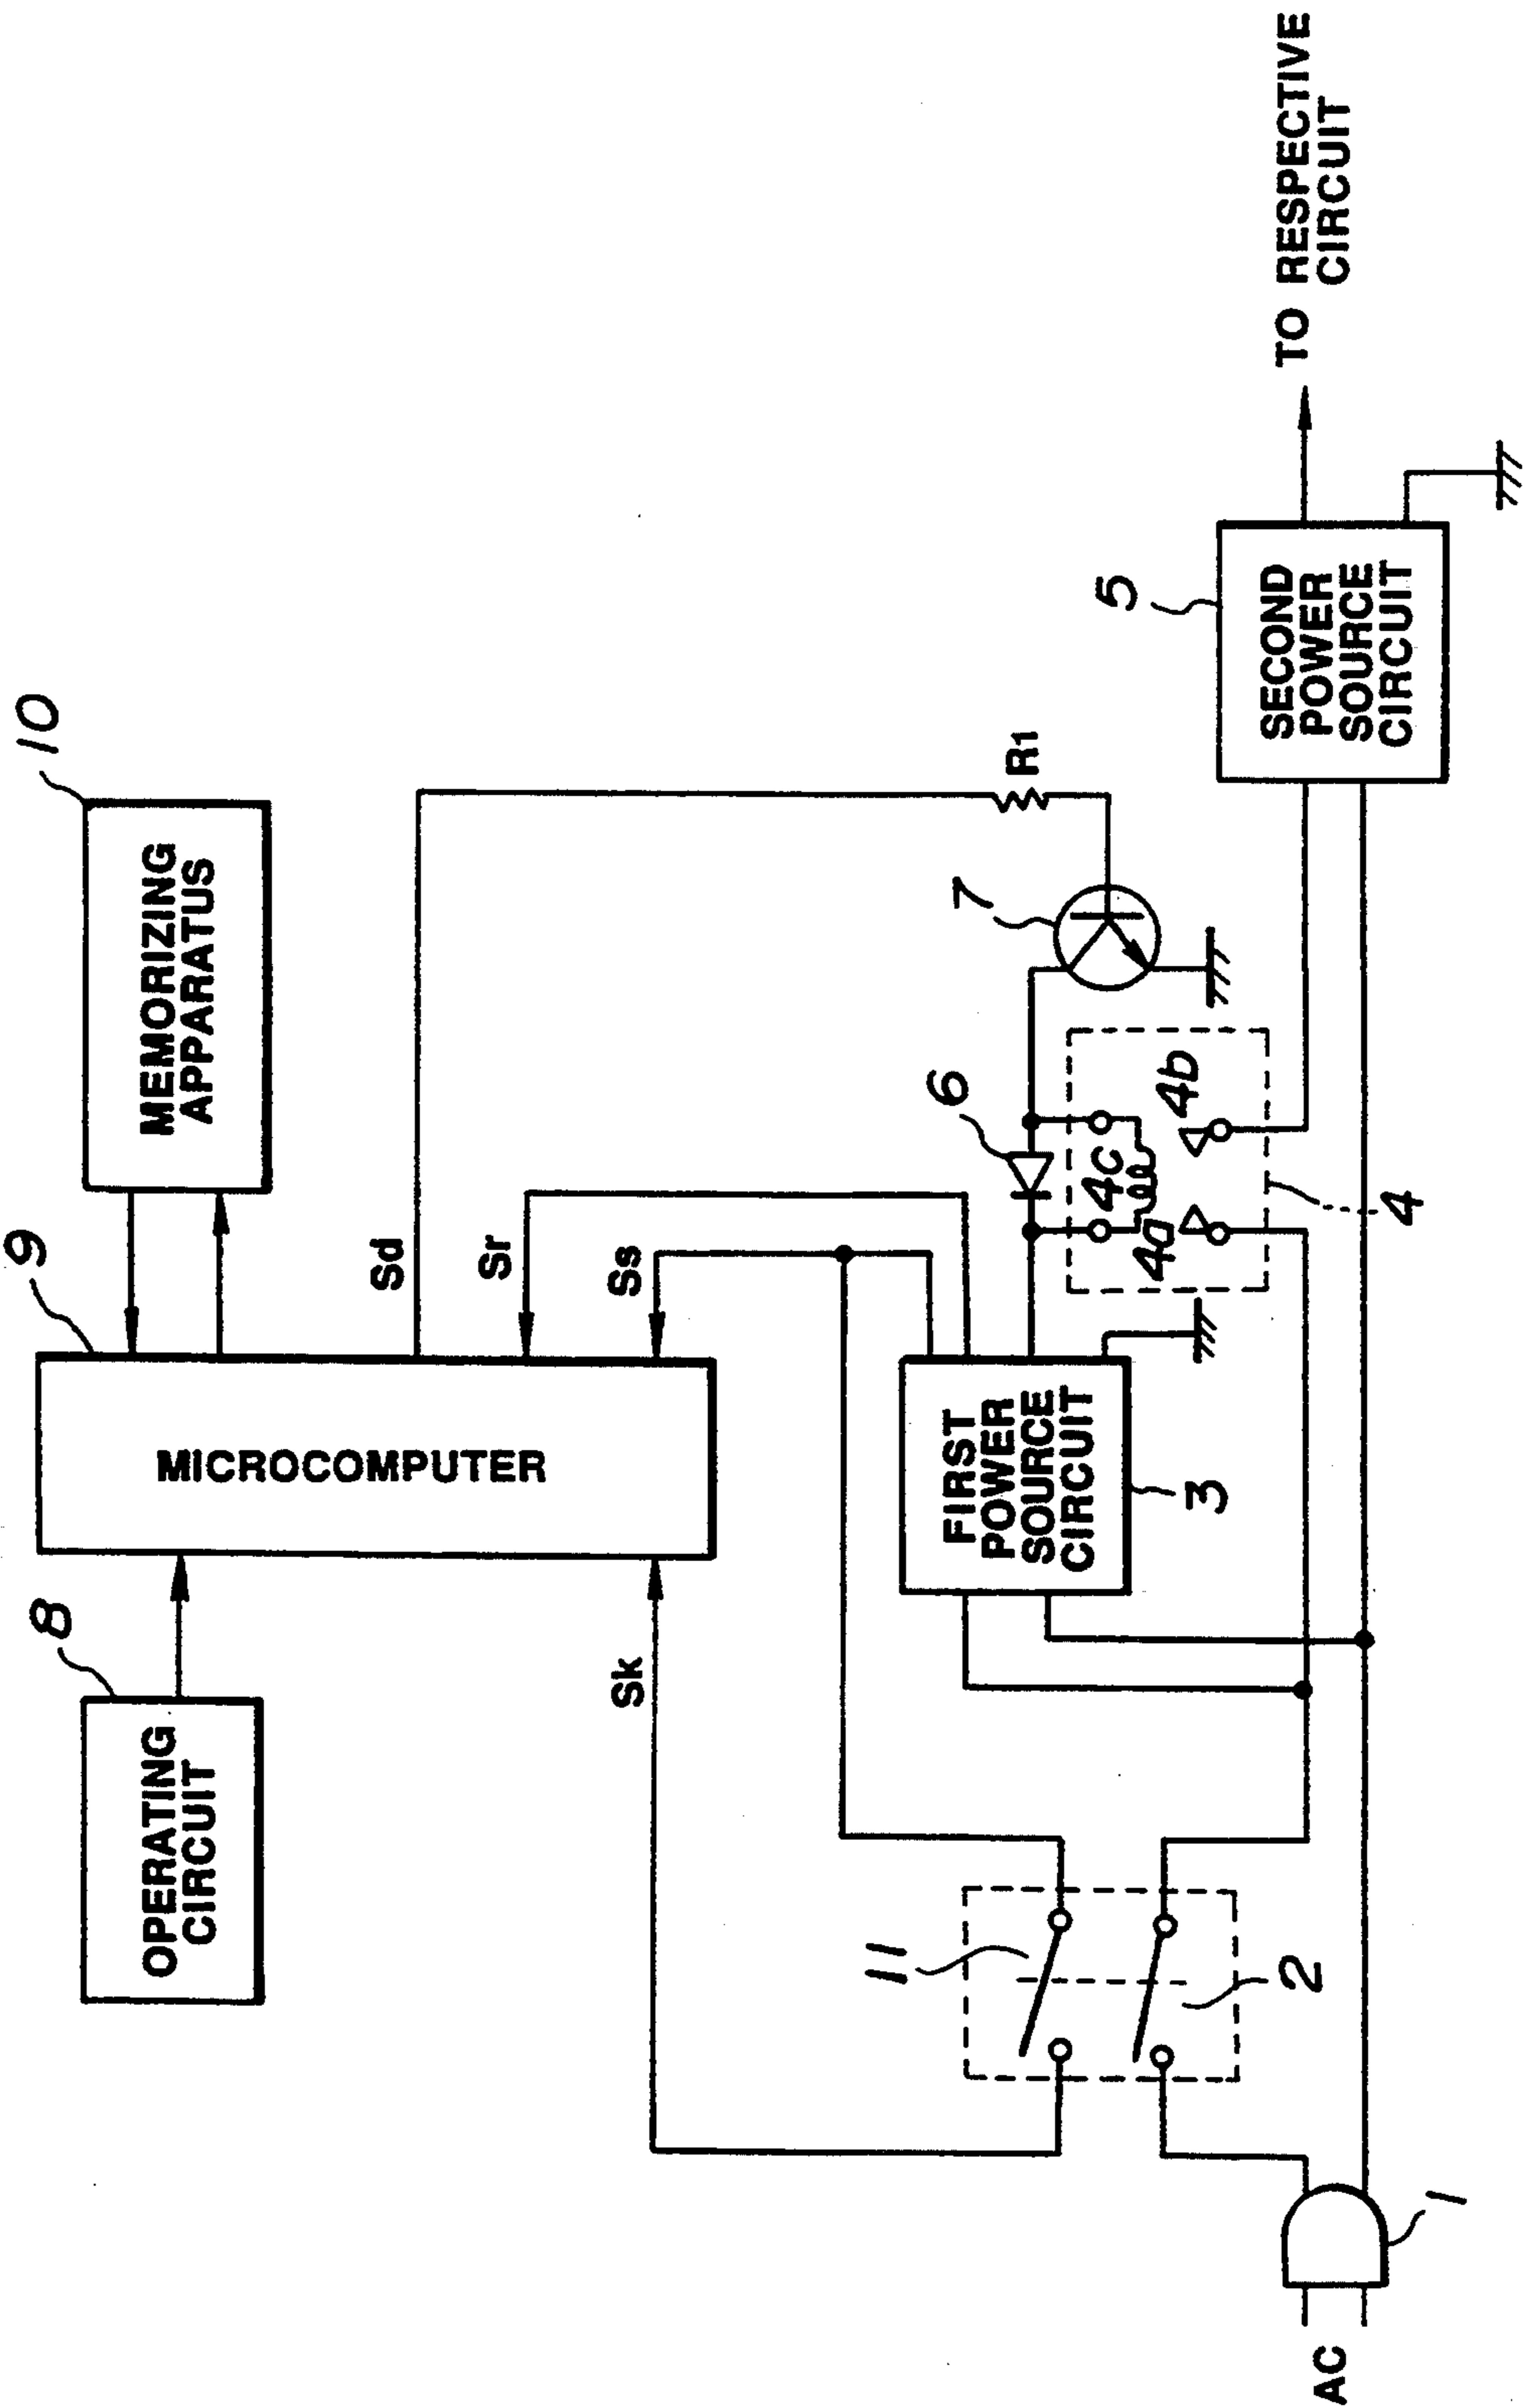 10
9
8
MEMORIZING
APPARATUS
MICROCOMPUTER
OPERATING
CIRCUIT
Sd
Sr
Ss
Sk
R1
7
6
11
FIRST
POWER
SOURCE
CIRCUIT
3
4c
4a
4b
4
2
5
SECOND
POWER
SOURCE
CIRCUIT
TO RESPECTIVE
CIRCUIT
1
AC